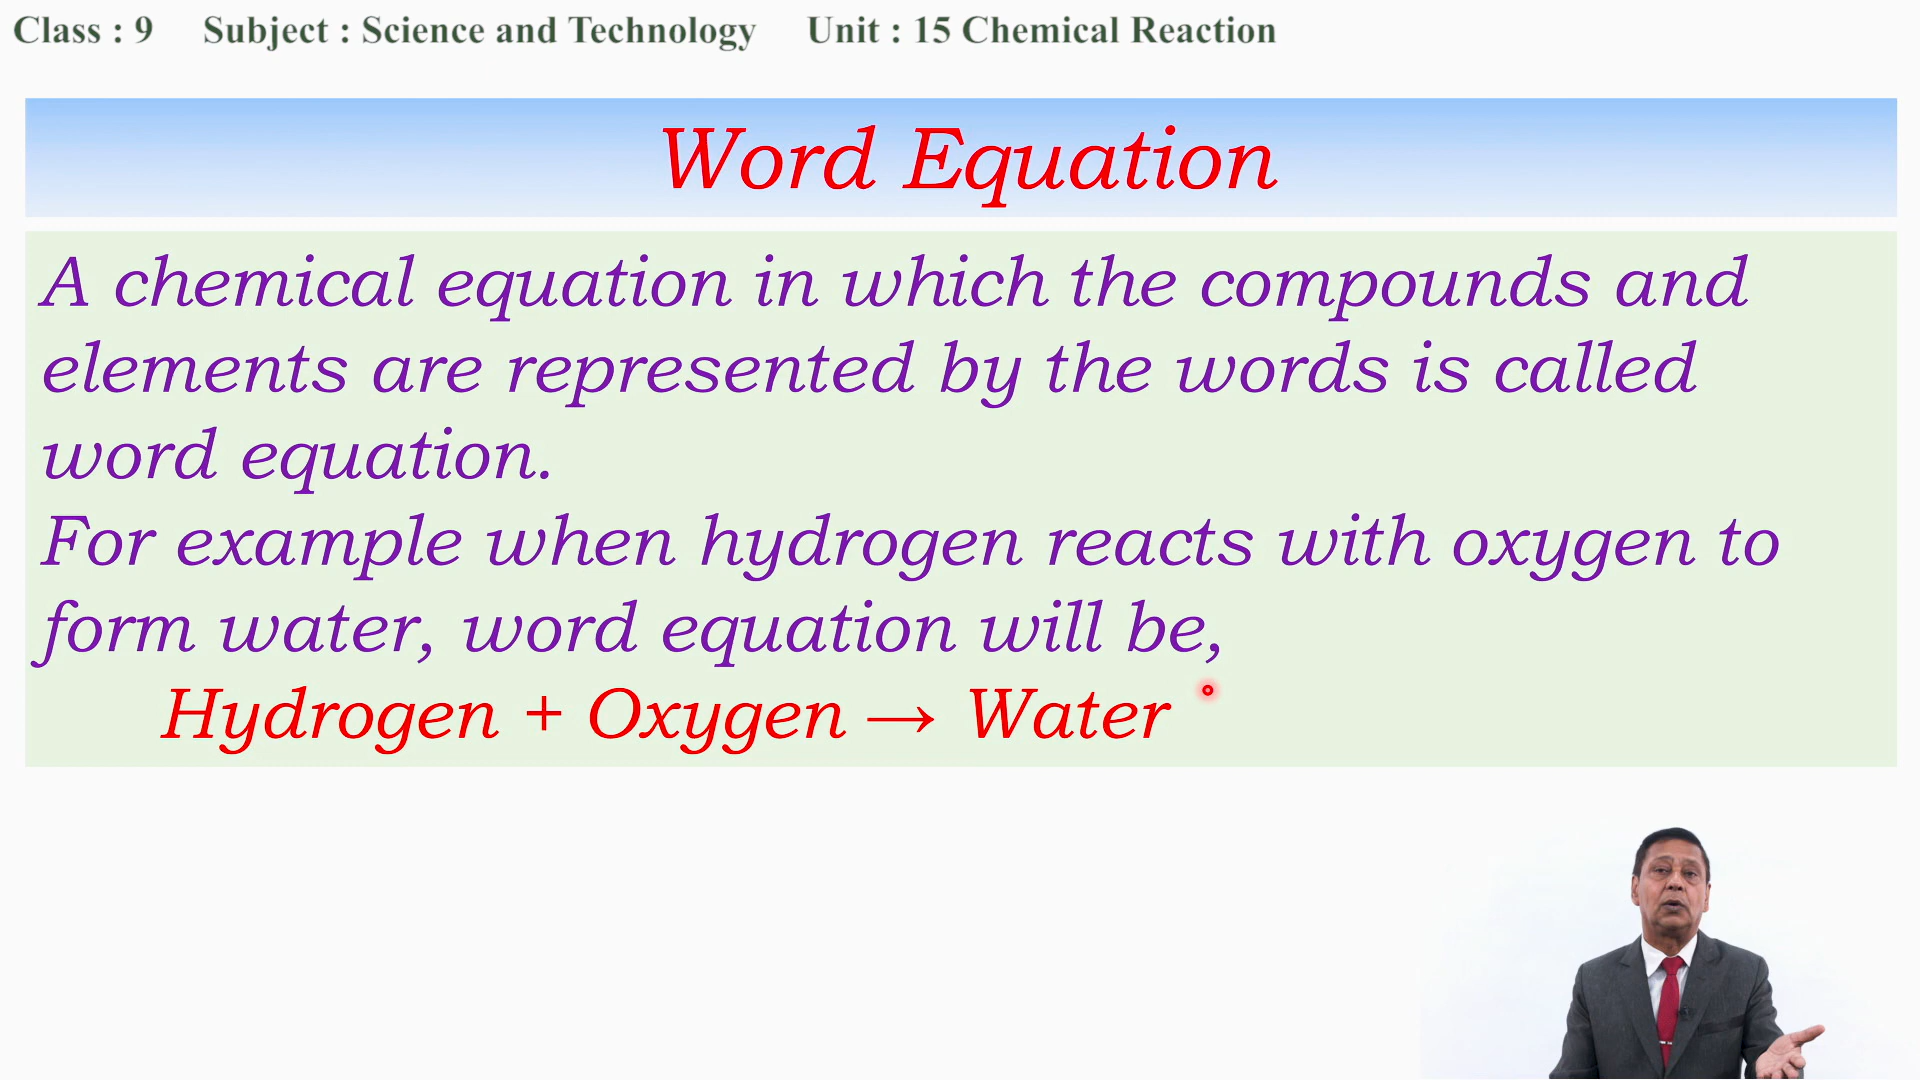 Class : 9 Subject : Science and Technology Unit : 15 Chemical Reaction
Word Equation
A chemical equation in which the compounds and
elements are represented by the words is called
word equation.
For example when hydrogen reacts with oxygen to
form water, word equation will be,
Hydrogen + Oxygen → Water